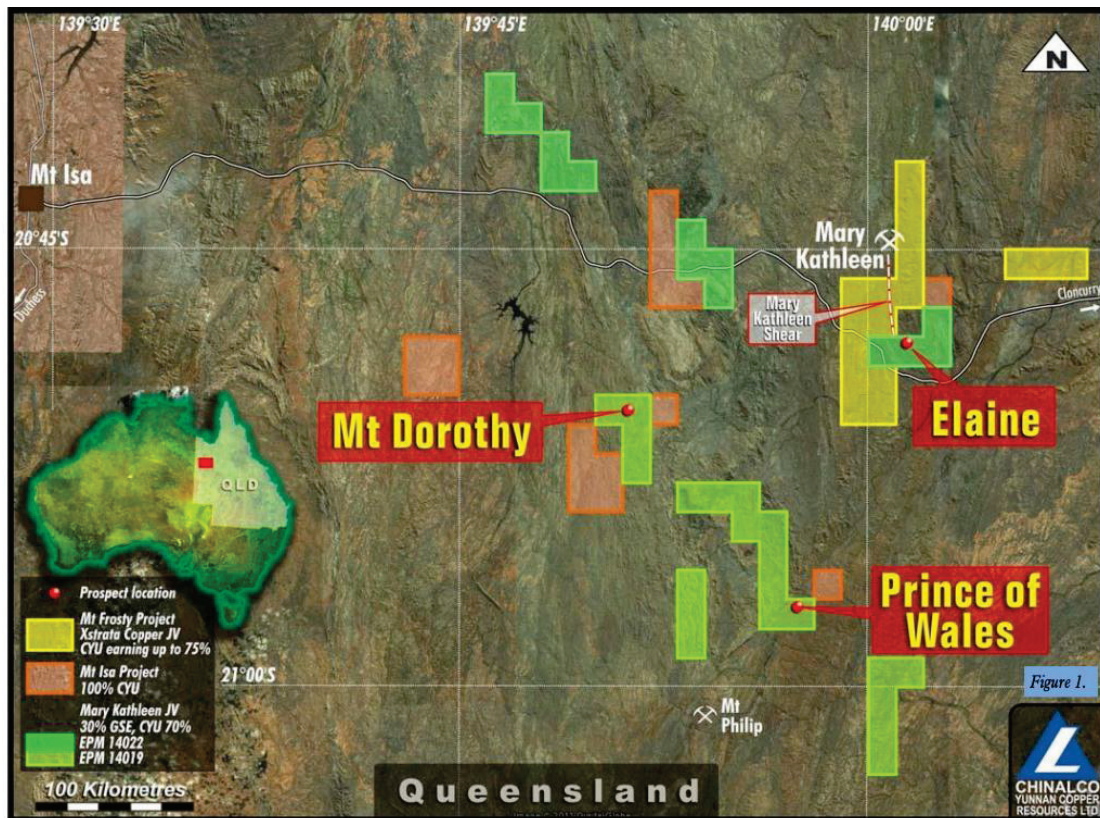 139°30'E
139°45'E
140°00'E
N
Mt Isa
20°45'S
Duchess
Mary
Kathleen
Cloncurry
Mary
Kathleen
Shear
Mt Dorothy
Elaine
QLD
Prospect location
Mt Frosty Project
Xstrata Copper JV
CYU earning up to 75%
Mt Isa Project
100% CYU
Mary Kathleen JV
30% GSE, CYU 70%
EPM 14022
EPM 14019
Prince of
Wales
21°00'S
Figure 1.
Mt
Philip
100 Kilometres
Queensland
CHINALCO
YUNNAN COPPER
RESOURCES LTD